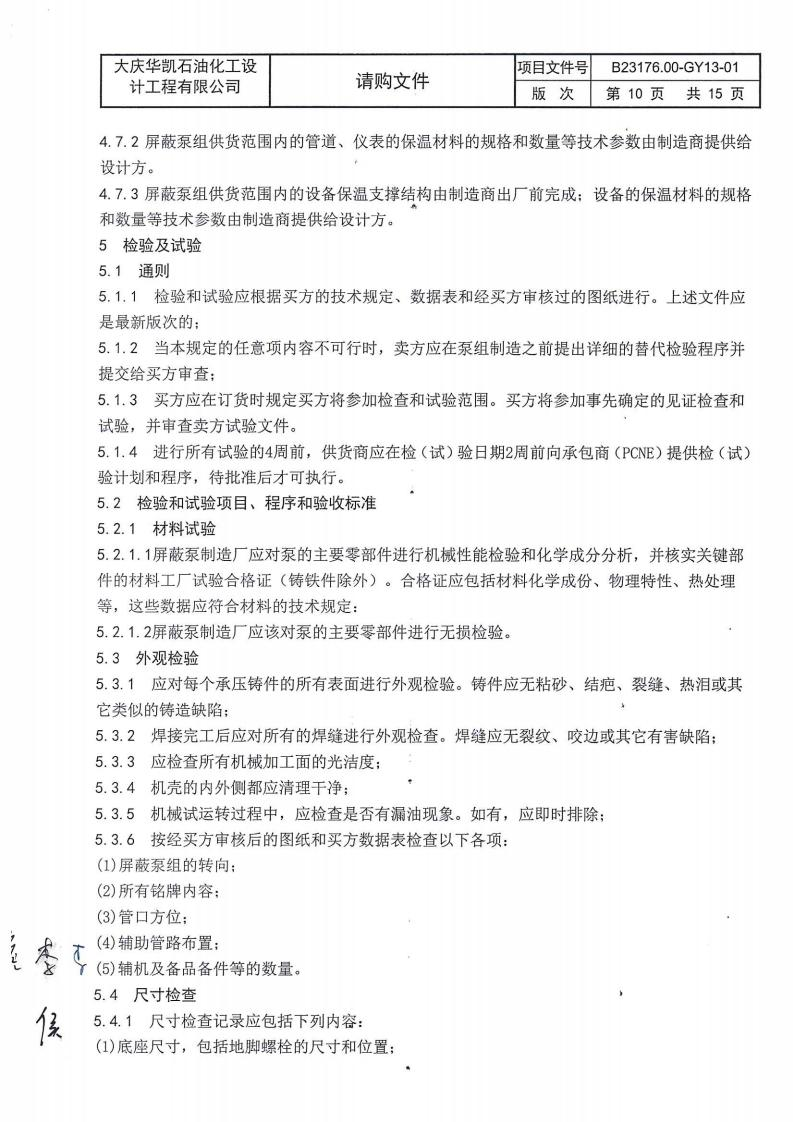 大庆华凯石油化工设
计工程有限公司
请购文件
项目文件号
B23176.00-GY13-01
版 次
第 10 页 共 15 页
4.7.2 屏蔽泵组供货范围内的管道、仪表的保温材料的规格和数量等技术参数由制造商提供给
设计方。
4.7.3 屏蔽泵组供货范围内的设备保温支撑结构由制造商出厂前完成；设备的保温材料的规格
和数量等技术参数由制造商提供给设计方。
5 检验及试验
5.1 通则
5.1.1 检验和试验应根据买方的技术规定、数据表和经买方审核过的图纸进行。上述文件应
是最新版次的；
5.1.2 当本规定的任意项内容不可行时，卖方应在泵组制造之前提出详细的替代检验程序并
提交给买方审查；
5.1.3 买方应在订货时规定买方将参加检查和试验范围。买方将参加事先确定的见证检查和
试验，并审查卖方试验文件。
5.1.4 进行所有试验的4周前，供货商应在检（试）验日期2周前向承包商（PCNE）提供检（试）
验计划和程序，待批准后才可执行。
5.2 检验和试验项目、程序和验收标准
5.2.1 材料试验
5.2.1.1屏蔽泵制造厂应对泵的主要零部件进行机械性能检验和化学成分分析，并核实关键部
件的材料工厂试验合格证（铸铁件除外）。合格证应包括材料化学成份、物理特性、热处理
等，这些数据应符合材料的技术规定：
5.2.1.2屏蔽泵制造厂应该对泵的主要零部件进行无损检验。
5.3 外观检验
5.3.1 应对每个承压铸件的所有表面进行外观检验。铸件应无粘砂、结疤、裂缝、热泪或其
它类似的铸造缺陷；
5.3.2 焊接完工后应对所有的焊缝进行外观检查。焊缝应无裂纹、咬边或其它有害缺陷；
5.3.3 应检查所有机械加工面的光洁度；
5.3.4 机壳的内外侧都应清理干净；
5.3.5 机械试运转过程中，应检查是否有漏油现象。如有，应即时排除；
5.3.6 按经买方审核后的图纸和买方数据表检查以下各项：
(1)屏蔽泵组的转向；
(2)所有铭牌内容；
(3)管口方位；
(4)辅助管路布置；
(5)辅机及备品备件等的数量。
5.4 尺寸检查
5.4.1 尺寸检查记录应包括下列内容：
(1)底座尺寸，包括地脚螺栓的尺寸和位置；